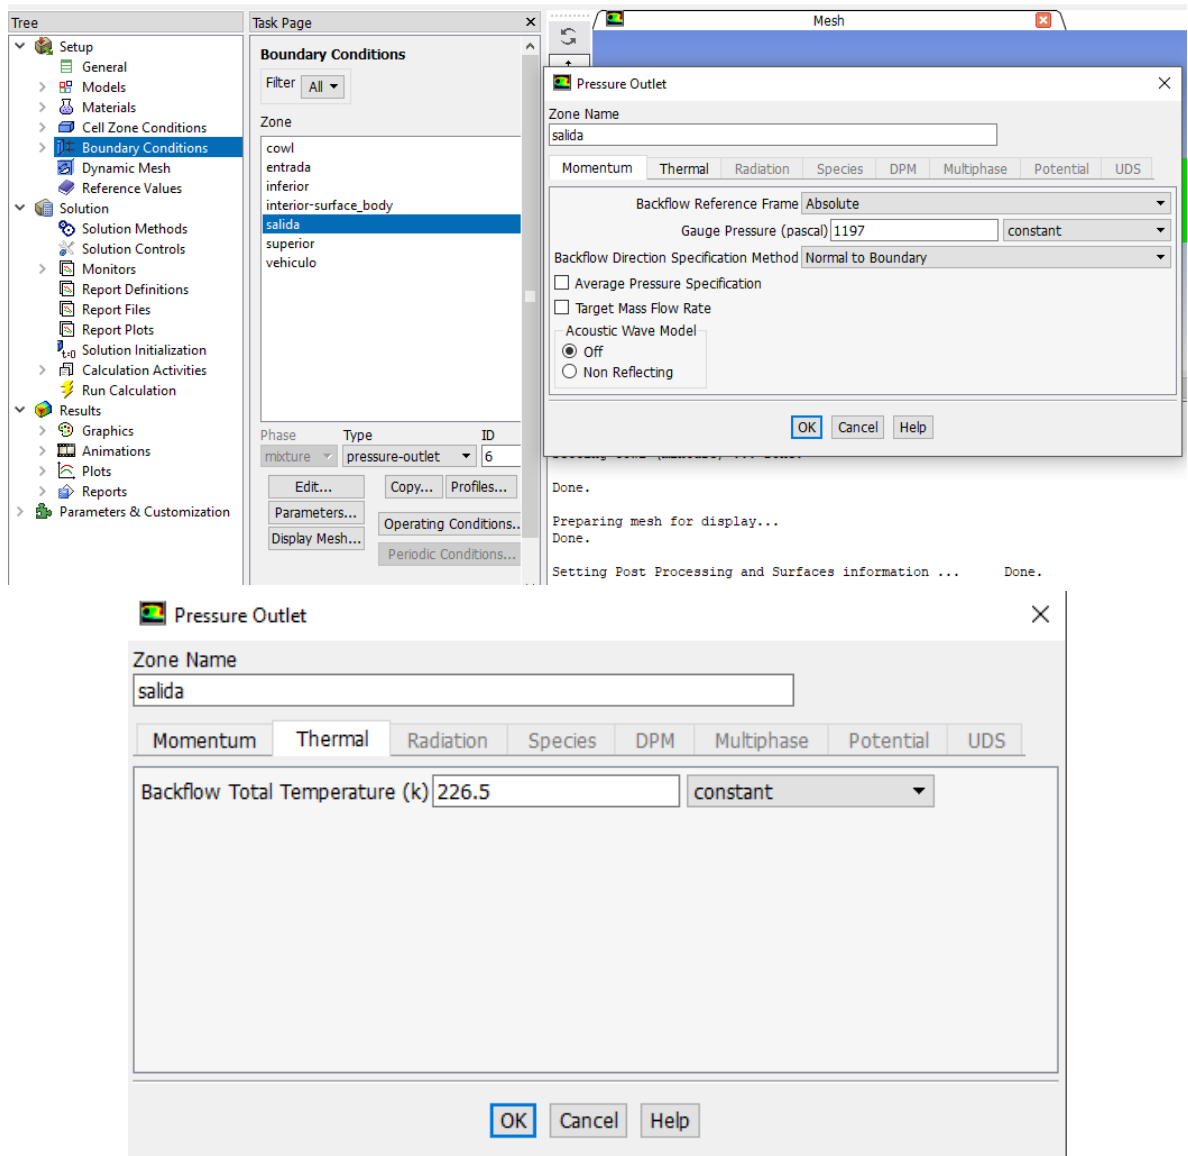 Tree
Setup
General
Models
Materials
Cell Zone Conditions
Boundary Conditions
Dynamic Mesh
Reference Values
Solution
Solution Methods
Solution Controls
Monitors
Report Definitions
Report Files
Report Plots
t=0 Solution Initialization
Calculation Activities
Run Calculation
Results
Graphics
Animations
Plots
Reports
Parameters & Customization
Task Page
Boundary Conditions
Filter All
Zone
cowl
entrada
inferior
interior-surface_body
salida
superior
vehiculo
Phase Type ID
mixture pressure-outlet 6
Edit... Copy... Profiles...
Parameters... Operating Conditions..
Display Mesh... Periodic Conditions...
Mesh
Pressure Outlet
Zone Name
salida
Momentum Thermal Radiation Species DPM Multiphase Potential UDS
Backflow Reference Frame Absolute
Gauge Pressure (pascal) 1197 constant
Backflow Direction Specification Method Normal to Boundary
Average Pressure Specification
Target Mass Flow Rate
Acoustic Wave Model
Off
Non Reflecting
OK Cancel Help
Done.
Preparing mesh for display...
Done.
Setting Post Processing and Surfaces information ... Done.
Pressure Outlet
Zone Name
salida
Momentum Thermal Radiation Species DPM Multiphase Potential UDS
Backflow Total Temperature (k) 226.5 constant
OK Cancel Help